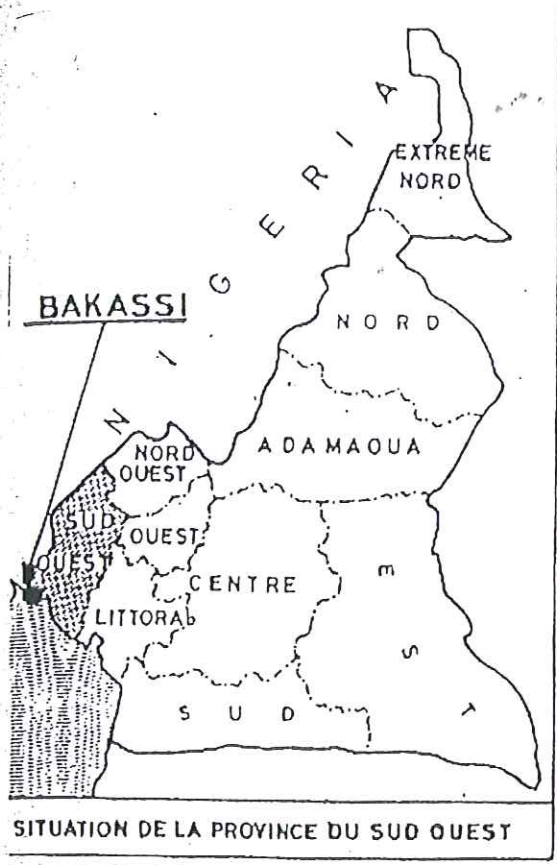 NIGERIA
EXTREME
NORD
BAKASSI
NORD
ADAMAOUA
NORD
OUEST
SUD
OUEST
OUEST
CENTRE
LITTORAL
EST
SUD
SITUATION DE LA PROVINCE DU SUD OUEST